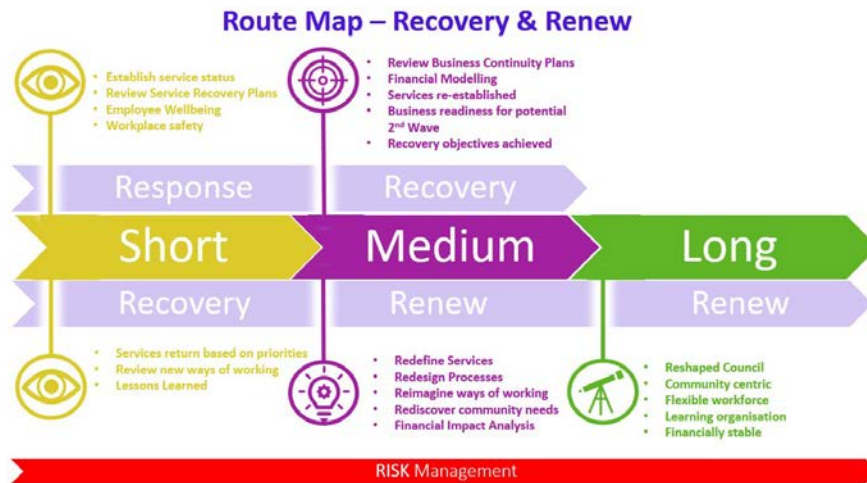 Route Map – Recovery & Renew
Establish service status
Review Service Recovery Plans
Employee Wellbeing
Workplace safety
Review Business Continuity Plans
Financial Modelling
Services re-established
Business readiness for potential
2nd Wave
Recovery objectives achieved
Response
Recovery
Short
Medium
Long
Recovery
Renew
Renew
Services return based on priorities
Review new ways of working
Lessons Learned
Redefine Services
Redesign Processes
Reimagine ways of working
Rediscover community needs
Financial Impact Analysis
Reshaped Council
Community centric
Flexible workforce
Learning organisation
Financially stable
RISK Management